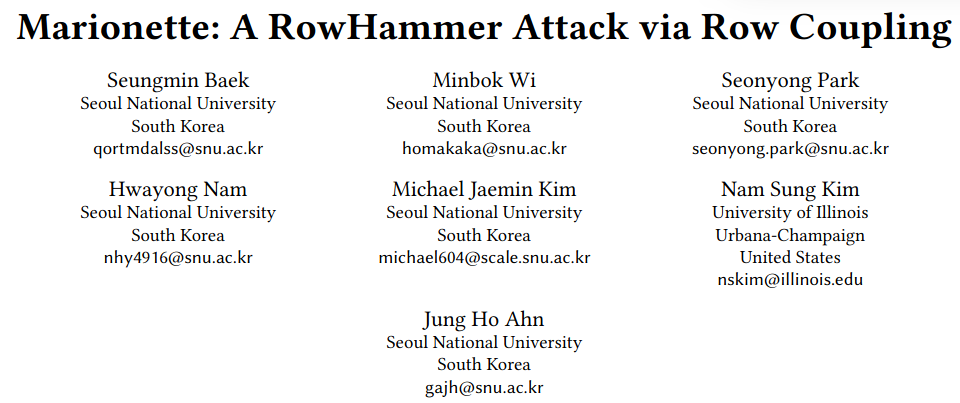 Marionette: A RowHammer Attack via Row Coupling
Seungmin Baek
Seoul National University
South Korea
qortmdalss@snu.ac.kr
Minbok Wi
Seoul National University
South Korea
homakaka@snu.ac.kr
Seonyong Park
Seoul National University
South Korea
seonyong.park@snu.ac.kr
Hwayong Nam
Seoul National University
South Korea
nhy4916@snu.ac.kr
Michael Jaemin Kim
Seoul National University
South Korea
michael604@scale.snu.ac.kr
Nam Sung Kim
University of Illinois
Urbana-Champaign
United States
nskim@illinois.edu
Jung Ho Ahn
Seoul National University
South Korea
gajh@snu.ac.kr